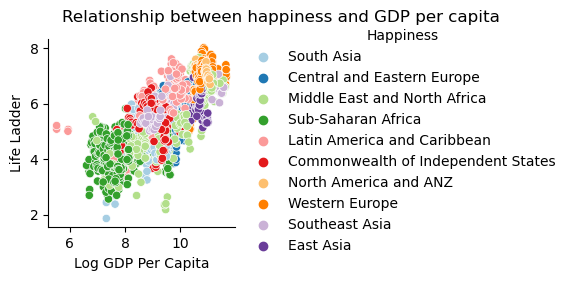 Relationship between happiness and GDP per capita
Happiness
South Asia
Central and Eastern Europe
Middle East and North Africa
Sub-Saharan Africa
Latin America and Caribbean
Commonwealth of Independent States
North America and ANZ
Western Europe
Southeast Asia
East Asia
Life Ladder
8
6
4
2
6 8 10
Log GDP Per Capita